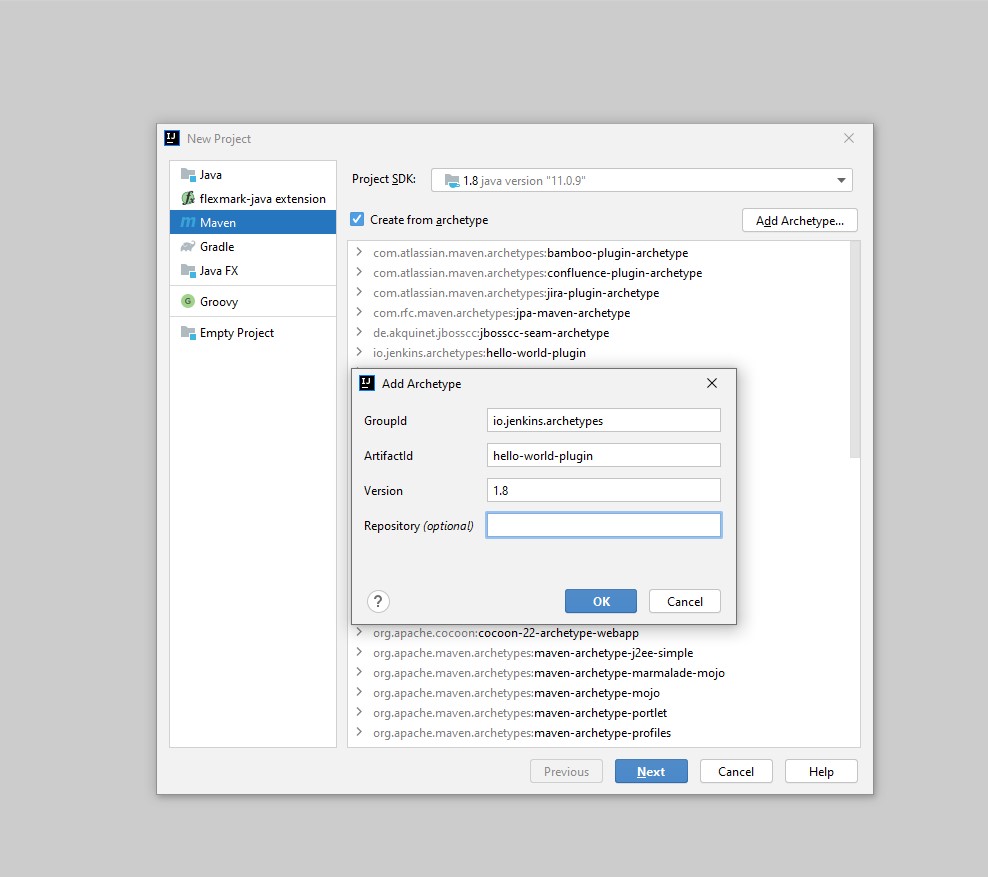 New Project
Java
flexmark-java extension
Maven
Gradle
Java FX
Groovy
Empty Project
Project SDK: 1.8 java version "11.0.9"
Create from archetype Add Archetype...
com.atlassian.maven.archetypes:bamboo-plugin-archetype
com.atlassian.maven.archetypes:confluence-plugin-archetype
com.atlassian.maven.archetypes:jira-plugin-archetype
com.rfc.maven.archetypes:jpa-maven-archetype
de.akquinet.jbosscc:jbosscc-seam-archetype
io.jenkins.archetypes:hello-world-plugin
Add Archetype
GroupId io.jenkins.archetypes
ArtifactId hello-world-plugin
Version 1.8
Repository (optional)
? OK Cancel
org.apache.cocoon:cocoon-22-archetype-webapp
org.apache.maven.archetypes:maven-archetype-j2ee-simple
org.apache.maven.archetypes:maven-archetype-marmalade-mojo
org.apache.maven.archetypes:maven-archetype-mojo
org.apache.maven.archetypes:maven-archetype-portlet
org.apache.maven.archetypes:maven-archetype-profiles
Previous Next Cancel Help